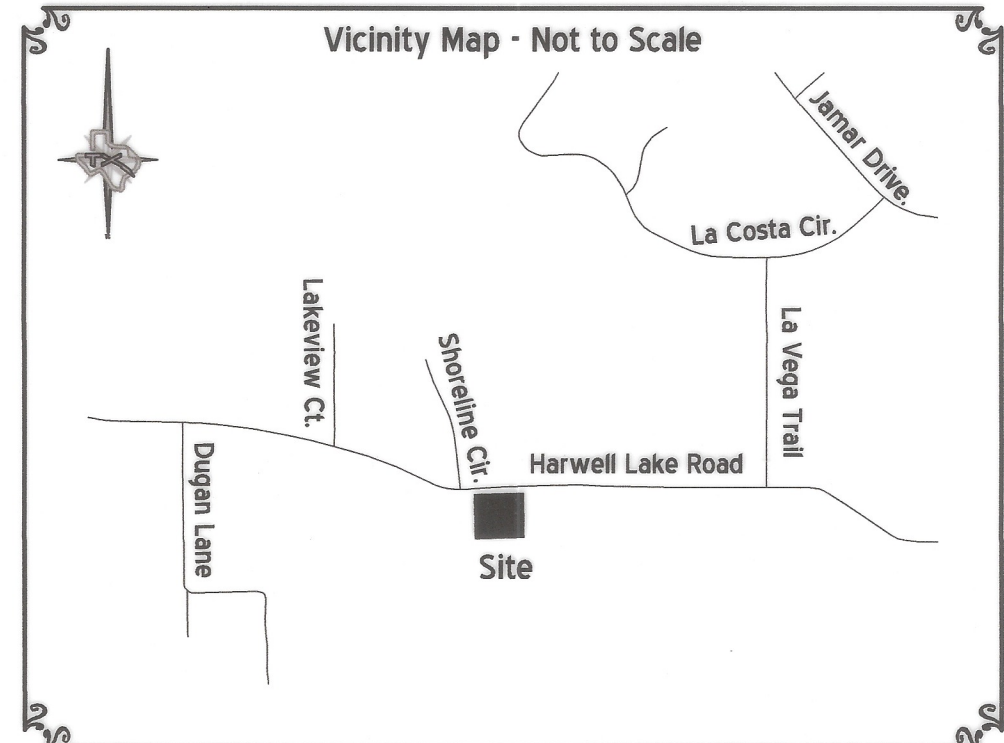 Vicinity Map - Not to Scale
TX
Jamar Drive.
La Costa Cir.
Lakeview Ct.
La Vega Trail
Shoreline Cir.
Harwell Lake Road
Dugan Lane
Site